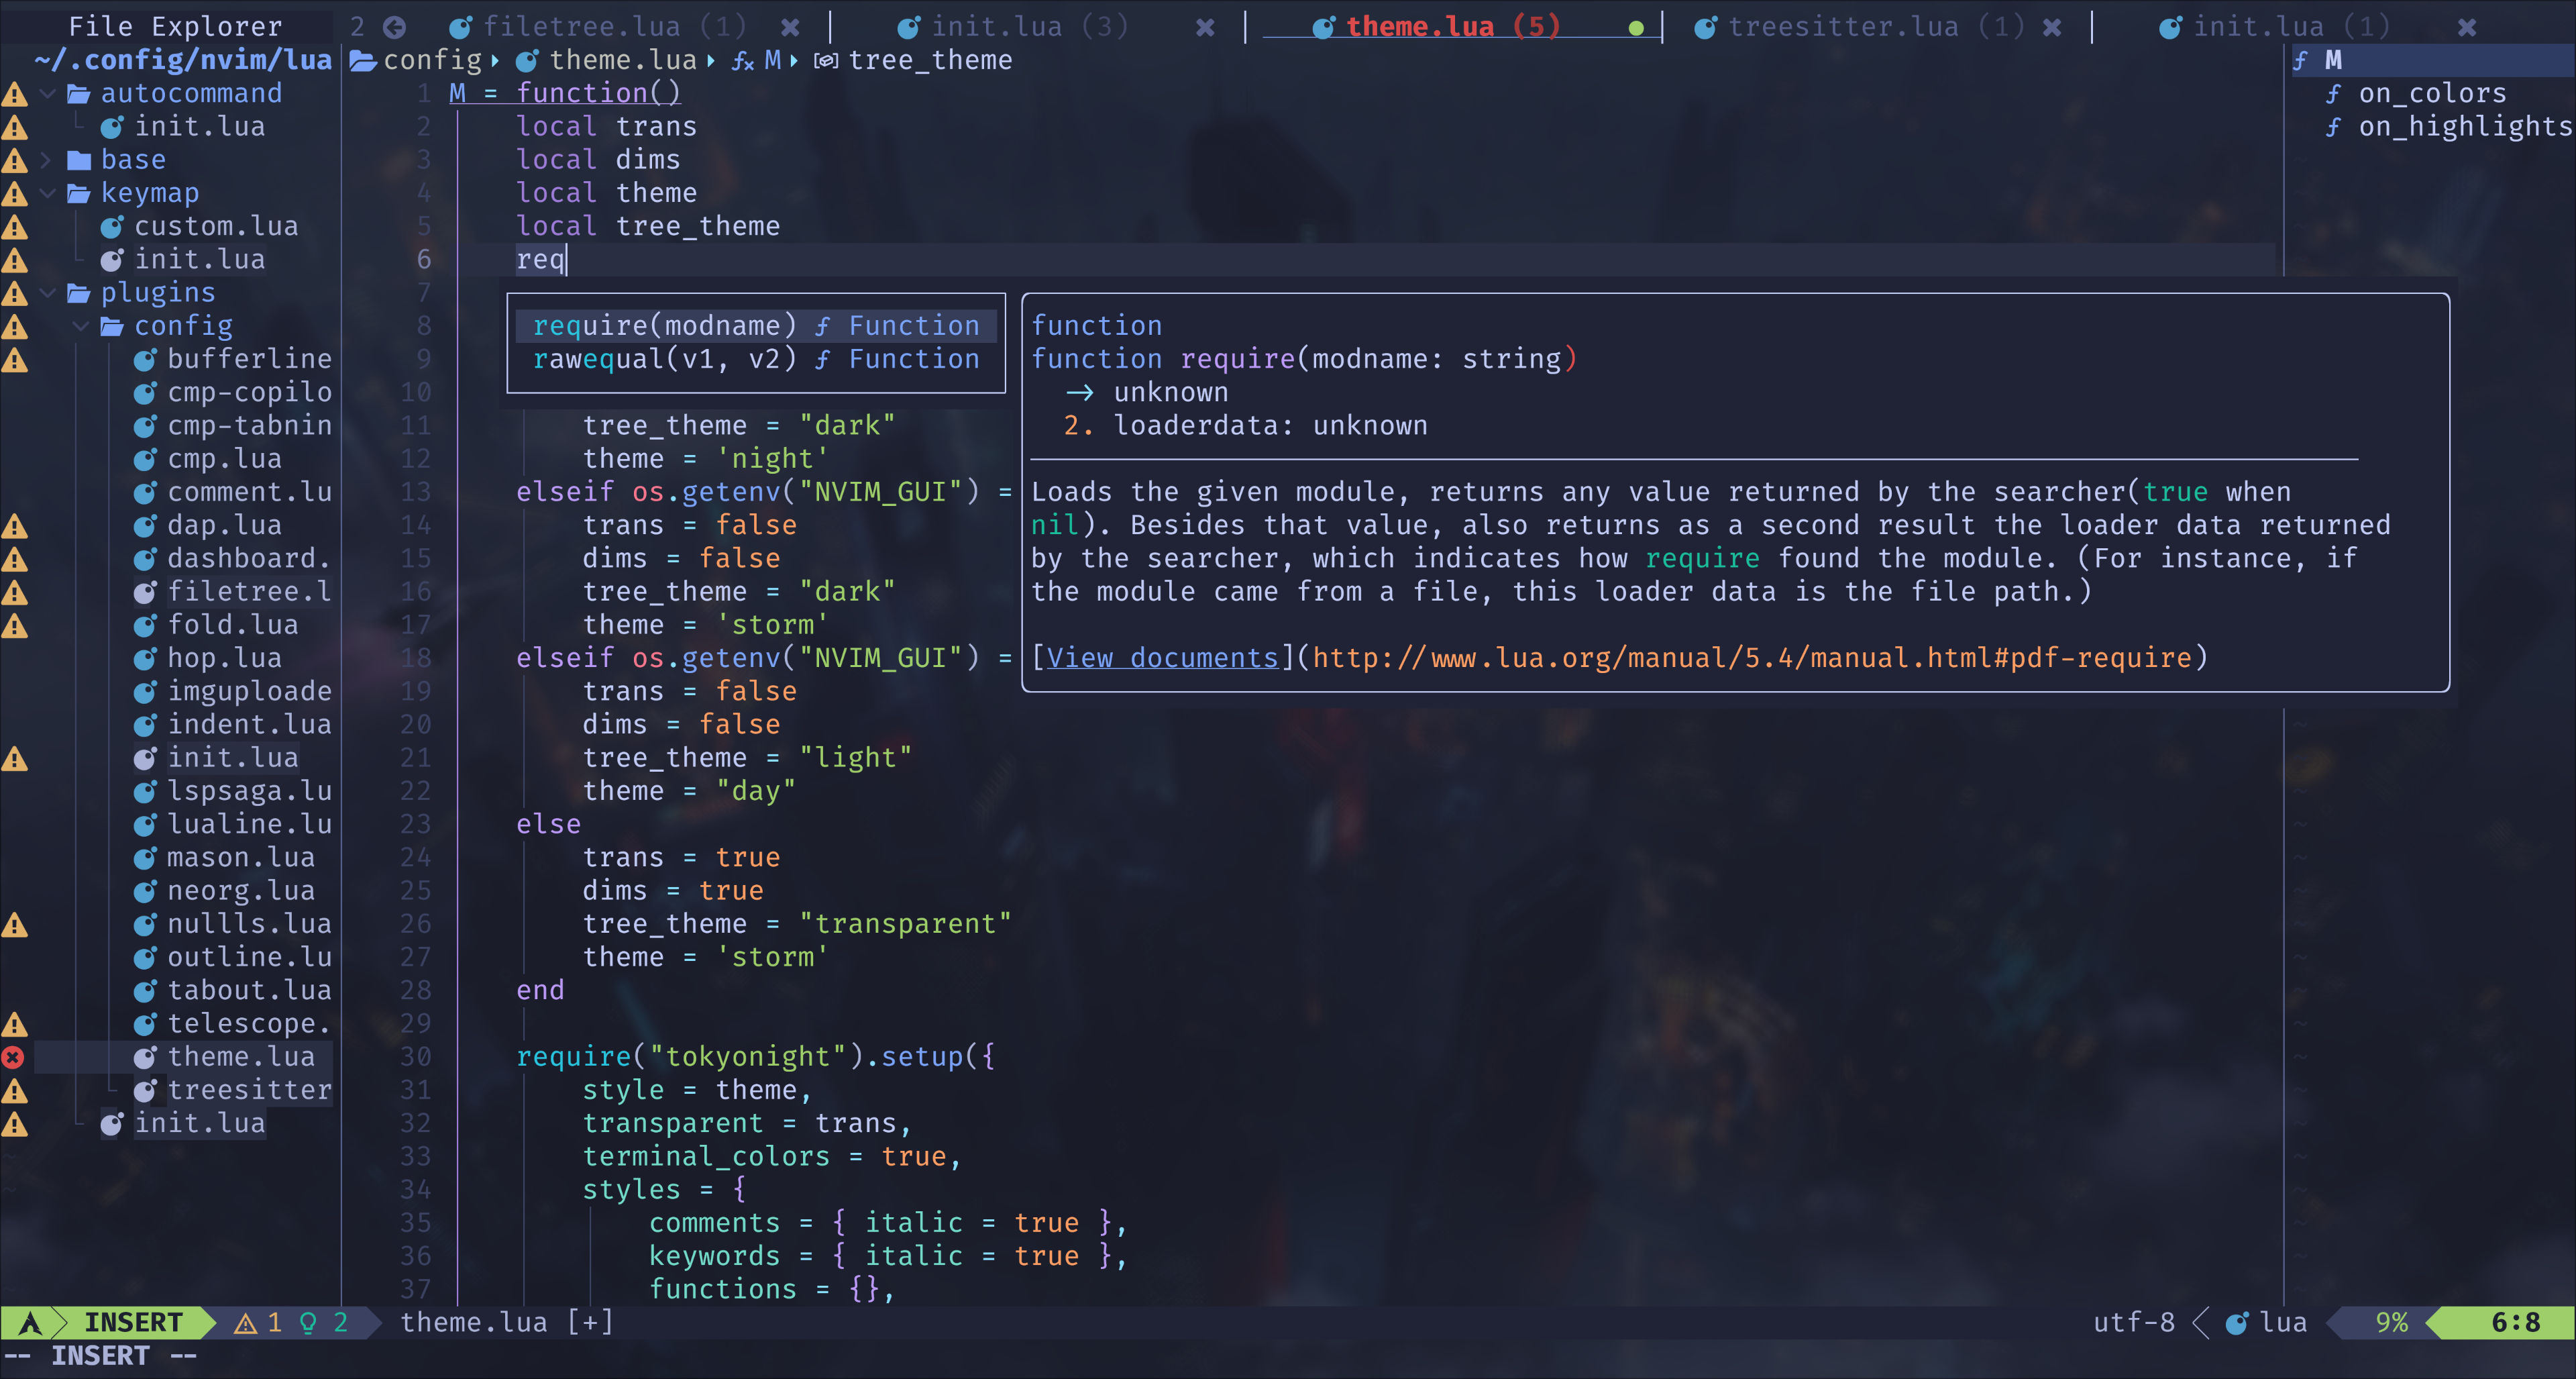 File Explorer 2 filetree.lua (1) init.lua (3) theme.lua (5) treesitter.lua (1) init.lua (1)
~/.config/nvim/lua
config theme.lua M tree_theme
autocommand
init.lua
base
keymap
custom.lua
init.lua
plugins
config
bufferline
cmp-copilo
cmp-tabnin
cmp.lua
comment.lu
dap.lua
dashboard.
filetree.l
fold.lua
hop.lua
imguploade
indent.lua
init.lua
lspsaga.lu
lualine.lu
mason.lua
neorg.lua
nullls.lua
outline.lu
tabout.lua
telescope.
theme.lua
treesitter
init.lua
1 M = function()
2 local trans
3 local dims
4 local theme
5 local tree_theme
6 req
7
8
9
10
11 tree_theme = "dark"
12 theme = 'night'
13 elseif os.getenv("NVIM_GUI") =
14 trans = false
15 dims = false
16 tree_theme = "dark"
17 theme = 'storm'
18 elseif os.getenv("NVIM_GUI") =
19 trans = false
20 dims = false
21 tree_theme = "light"
22 theme = "day"
23 else
24 trans = true
25 dims = true
26 tree_theme = "transparent"
27 theme = 'storm'
28 end
29
30 require("tokyonight").setup({
31 style = theme,
32 transparent = trans,
33 terminal_colors = true,
34 styles = {
35 comments = { italic = true },
36 keywords = { italic = true },
37 functions = {},
require(modname) ƒ Function
rawequal(v1, v2) ƒ Function
function
function require(modname: string)
→ unknown
2. loaderdata: unknown
Loads the given module, returns any value returned by the searcher(true when
nil). Besides that value, also returns as a second result the loader data returned
by the searcher, which indicates how require found the module. (For instance, if
the module came from a file, this loader data is the file path.)
[View documents](http://www.lua.org/manual/5.4/manual.html#pdf-require)
ƒ M
ƒ on_colors
ƒ on_highlights
INSERT 1 2 theme.lua [+] utf-8 lua 9% 6:8
-- INSERT --